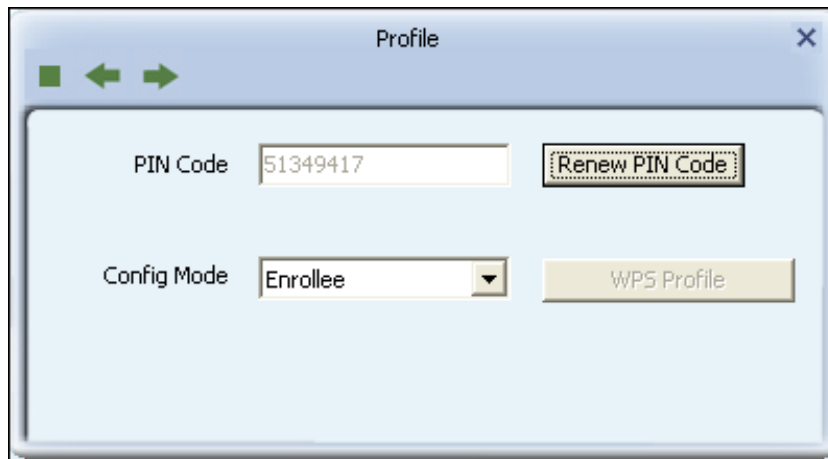 Profile
PIN Code 51349417 Renew PIN Code
Config Mode Enrollee WPS Profile